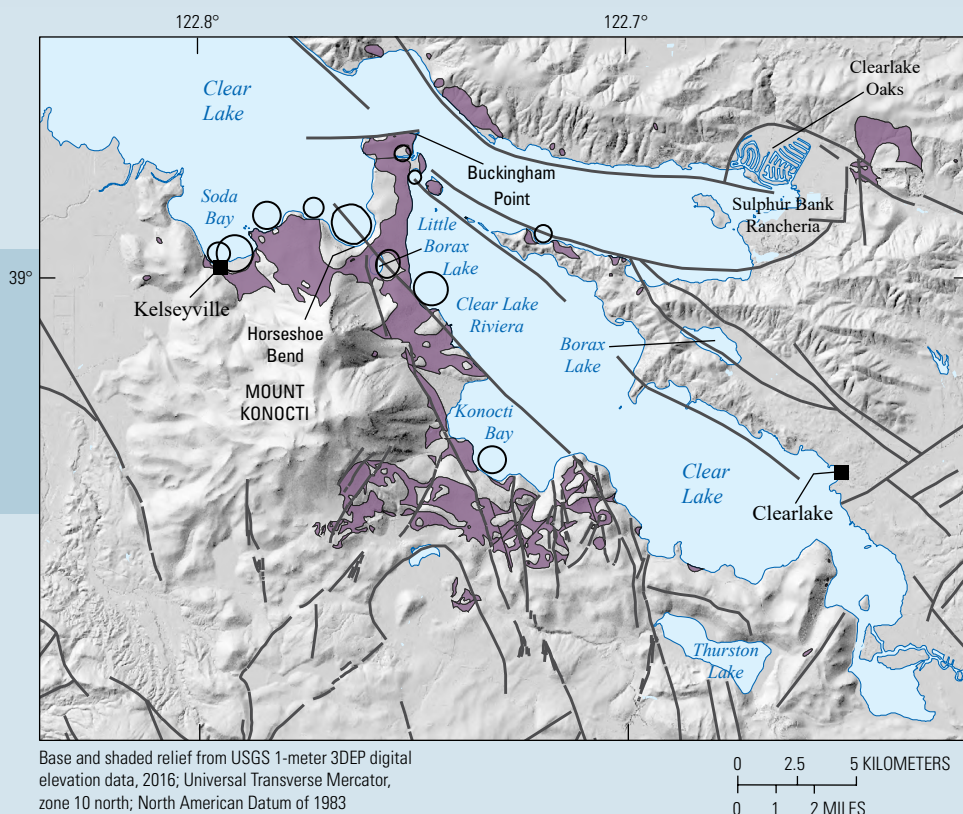 122.8°
122.7°
Clear
Lake
Clearlake
Oaks
Buckingham
Point
Soda
Bay
Sulphur Bank
Rancheria
Little
Borax
Lake
39°
Kelseyville
Clear Lake
Riviera
Horseshoe
Bend
Borax
Lake
MOUNT
KONOCTI
Konocti
Bay
Clear
Lake
Clearlake
Thurston
Lake
Base and shaded relief from USGS 1-meter 3DEP digital
elevation data, 2016; Universal Transverse Mercator,
zone 10 north; North American Datum of 1983
0 2.5 5 KILOMETERS
0 1 2 MILES